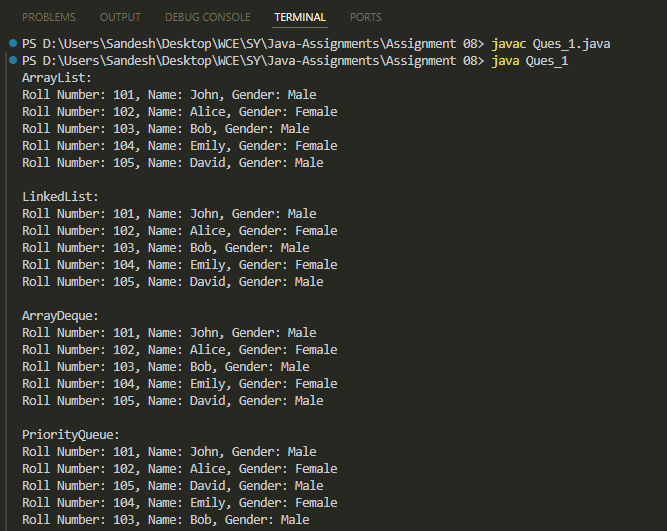 PROBLEMS OUTPUT DEBUG CONSOLE TERMINAL PORTS
PS D:\Users\Sandesh\Desktop\WCE\SY\Java-Assignments\Assignment 08> javac Ques_1.java
PS D:\Users\Sandesh\Desktop\WCE\SY\Java-Assignments\Assignment 08> java Ques_1
ArrayList:
Roll Number: 101, Name: John, Gender: Male
Roll Number: 102, Name: Alice, Gender: Female
Roll Number: 103, Name: Bob, Gender: Male
Roll Number: 104, Name: Emily, Gender: Female
Roll Number: 105, Name: David, Gender: Male
LinkedList:
Roll Number: 101, Name: John, Gender: Male
Roll Number: 102, Name: Alice, Gender: Female
Roll Number: 103, Name: Bob, Gender: Male
Roll Number: 104, Name: Emily, Gender: Female
Roll Number: 105, Name: David, Gender: Male
ArrayDeque:
Roll Number: 101, Name: John, Gender: Male
Roll Number: 102, Name: Alice, Gender: Female
Roll Number: 103, Name: Bob, Gender: Male
Roll Number: 104, Name: Emily, Gender: Female
Roll Number: 105, Name: David, Gender: Male
PriorityQueue:
Roll Number: 101, Name: John, Gender: Male
Roll Number: 102, Name: Alice, Gender: Female
Roll Number: 105, Name: David, Gender: Male
Roll Number: 104, Name: Emily, Gender: Female
Roll Number: 103, Name: Bob, Gender: Male